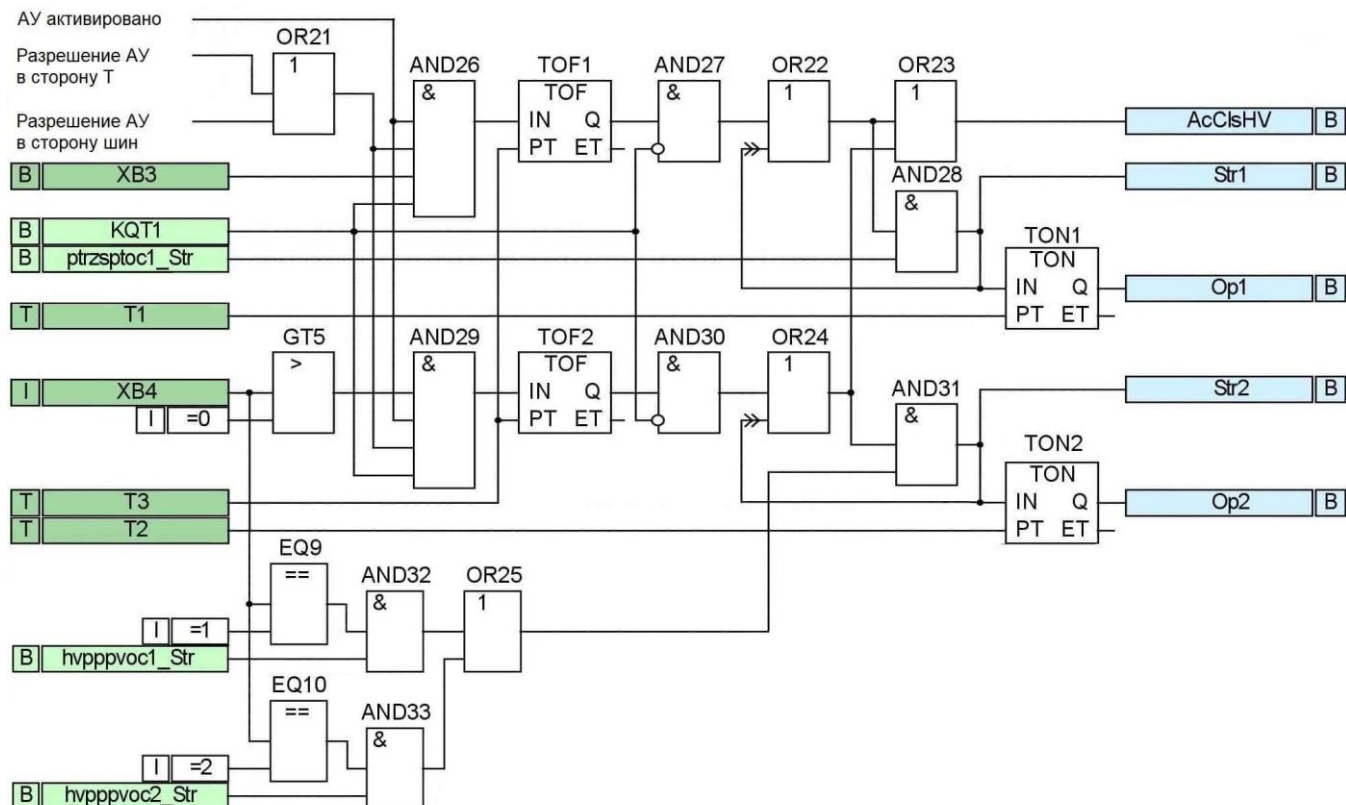 АУ активировано
OR21
1
Разрешение АУ
в сторону Т
Разрешение АУ
в сторону шин
AND26
&
TOF1
TOF
IN Q
PT ET
AND27
&
OR22
1
OR23
1
AcClsHV B
B XB3
AND28
&
Str1 B
B KQT1
B ptrzsptoc1_Str
TON1
TON
IN Q
PT ET
Op1 B
T T1
GT5
>
AND29
&
TOF2
TOF
IN Q
PT ET
AND30
&
OR24
1
I XB4
I =0
AND31
&
Str2 B
TON2
TON
IN Q
PT ET
Op2 B
T T3
T T2
EQ9
==
AND32
&
OR25
1
I =1
B hvpppvoc1_Str
EQ10
==
AND33
&
I =2
B hvpppvoc2_Str